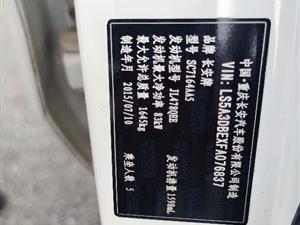 中国·重庆长安汽车股份有限公司制造
VIN: LS5A3DBEXFA076837
品牌 长安牌
型号 SC7164AA5
发动机型号 JL478QEE
发动机排量 1598mL
发动机最大净功率 83kW
最大允许总质量 1645kg
乘坐人数 5
制造年月 2015/07/10